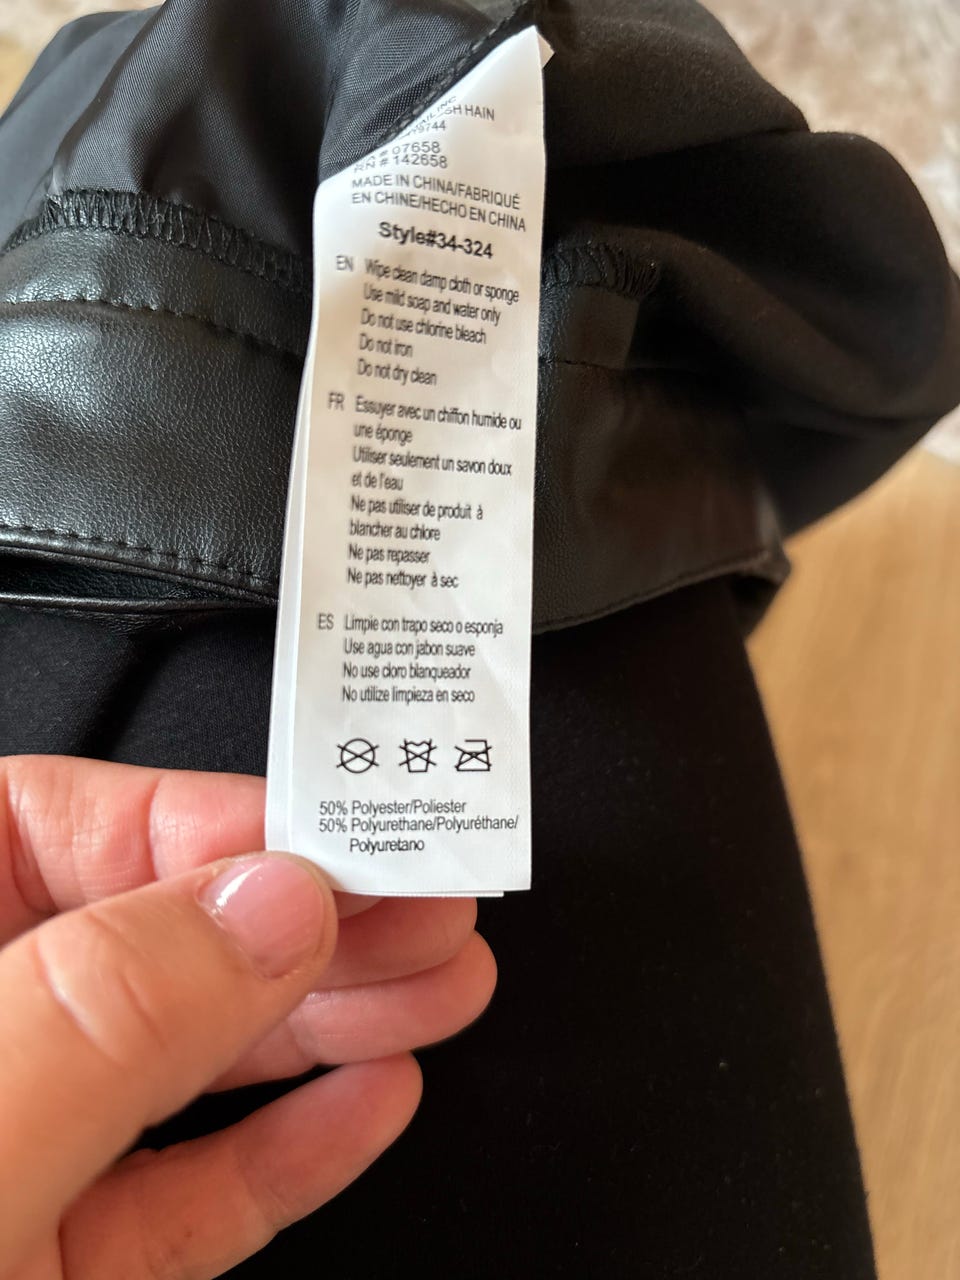 SH HAIN
9744
# 07658
RN # 142658
MADE IN CHINA/FABRIQUÉ
EN CHINE/HECHO EN CHINA
Style#34-324
EN Wipe clean damp cloth or sponge
Use mild soap and water only
Do not use chlorine bleach
Do not iron
Do not dry clean
FR Essuyer avec un chiffon humide ou
une éponge
Utiliser seulement un savon doux
et de l'eau
Ne pas utiliser de produit à
blancher au chlore
Ne pas repasser
Ne pas nettoyer à sec
ES Limpie con trapo seco o esponja
Use agua con jabon suave
No use cloro blanqueador
No utilize limpieza en seco
50% Polyester/Poliester
50% Polyurethane/Polyuréthane/
Polyuretano